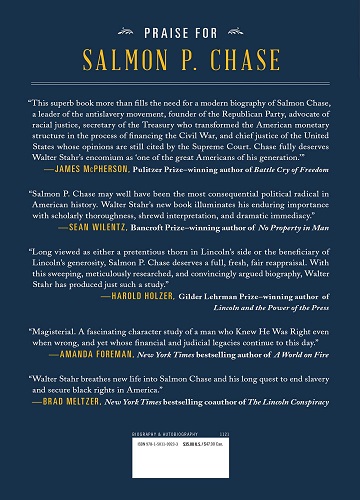 PRAISE FOR
SALMON P. CHASE
“This superb book more than fills the need for a modern biography of Salmon Chase,
a leader of the antislavery movement, founder of the Republican Party, advocate of
racial justice, secretary of the Treasury who transformed the American monetary
structure in the process of financing the Civil War, and chief justice of the United
States whose opinions are still cited by the Supreme Court. Chase fully deserves
Walter Stahr’s encomium as ‘one of the great Americans of his generation.’”
—JAMES McPHERSON, Pulitzer Prize–winning author of Battle Cry of Freedom
“Salmon P. Chase may well have been the most consequential political radical in
American history. Walter Stahr’s new book illuminates his enduring importance
with scholarly thoroughness, shrewd interpretation, and dramatic immediacy.”
—SEAN WILENTZ, Bancroft Prize–winning author of No Property in Man
“Long viewed as either a pretentious thorn in Lincoln’s side or the beneficiary of
Lincoln’s generosity, Salmon P. Chase deserves a full, fresh, fair reappraisal. With
this sweeping, meticulously researched, and convincingly argued biography, Walter
Stahr has produced just such a study.”
—HAROLD HOLZER, Gilder Lehrman Prize–winning author of
Lincoln and the Power of the Press
“Magisterial. A fascinating character study of a man who Knew He Was Right even
when wrong, and yet whose financial and judicial legacies continue to this day.”
—AMANDA FOREMAN, New York Times bestselling author of A World on Fire
“Walter Stahr breathes new life into Salmon Chase and his long quest to end slavery
and secure black rights in America.”
—BRAD MELTZER, New York Times bestselling coauthor of The Lincoln Conspiracy
BIOGRAPHY & AUTOBIOGRAPHY 1121
ISBN 978-1-5011-9923-3 $35.00 U.S./$47.00 Can.